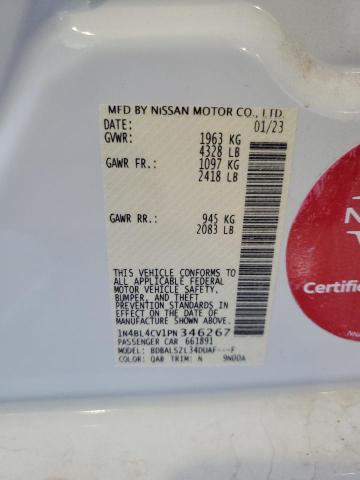 MFD BY NISSAN MOTOR CO., LTD.
DATE: 01/23
GVWR: 1963 KG
4328 LB
GAWR FR.: 1097 KG
2418 LB
GAWR RR.: 945 KG
2083 LB
THIS VEHICLE CONFORMS TO
ALL APPLICABLE FEDERAL
MOTOR VEHICLE SAFETY,
BUMPER, AND THEFT
PREVENTION STANDARDS IN
EFFECT ON THE DATE OF
MANUFACTURE SHOWN ABOVE.
1N4BL4CV1PN346267
PASSENGER CAR 661891
MODEL: BDBALSZL34DUAF---F
COLOR: QAB TRIM: N 9N00A
N
Certifie